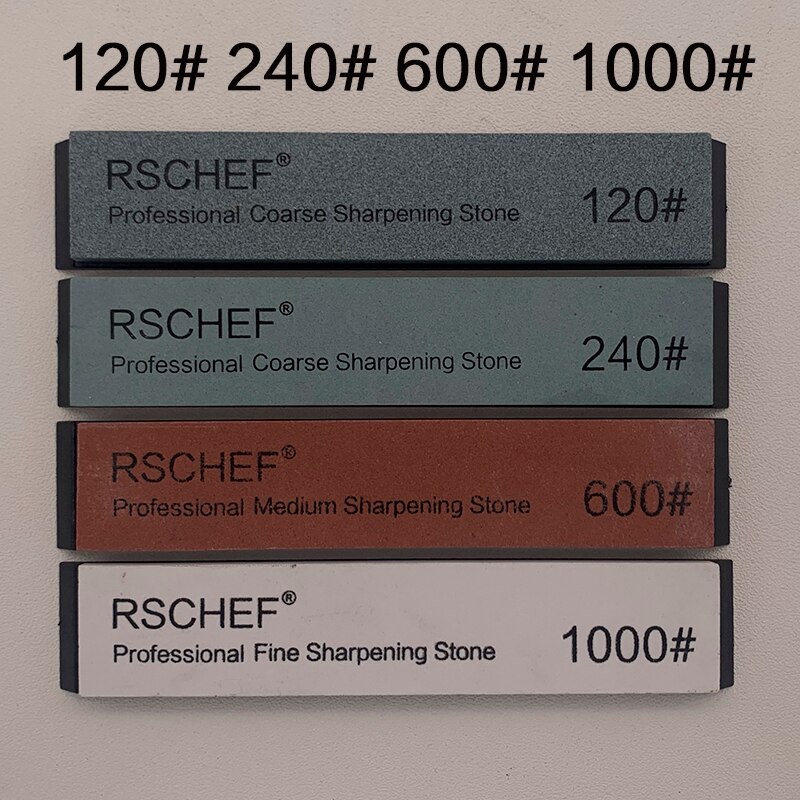 120# 240# 600# 1000#
RSCHEF®
Professional Coarse Sharpening Stone 120#
RSCHEF®
Professional Coarse Sharpening Stone 240#
RSCHEF®
Professional Medium Sharpening Stone 600#
RSCHEF®
Professional Fine Sharpening Stone 1000#